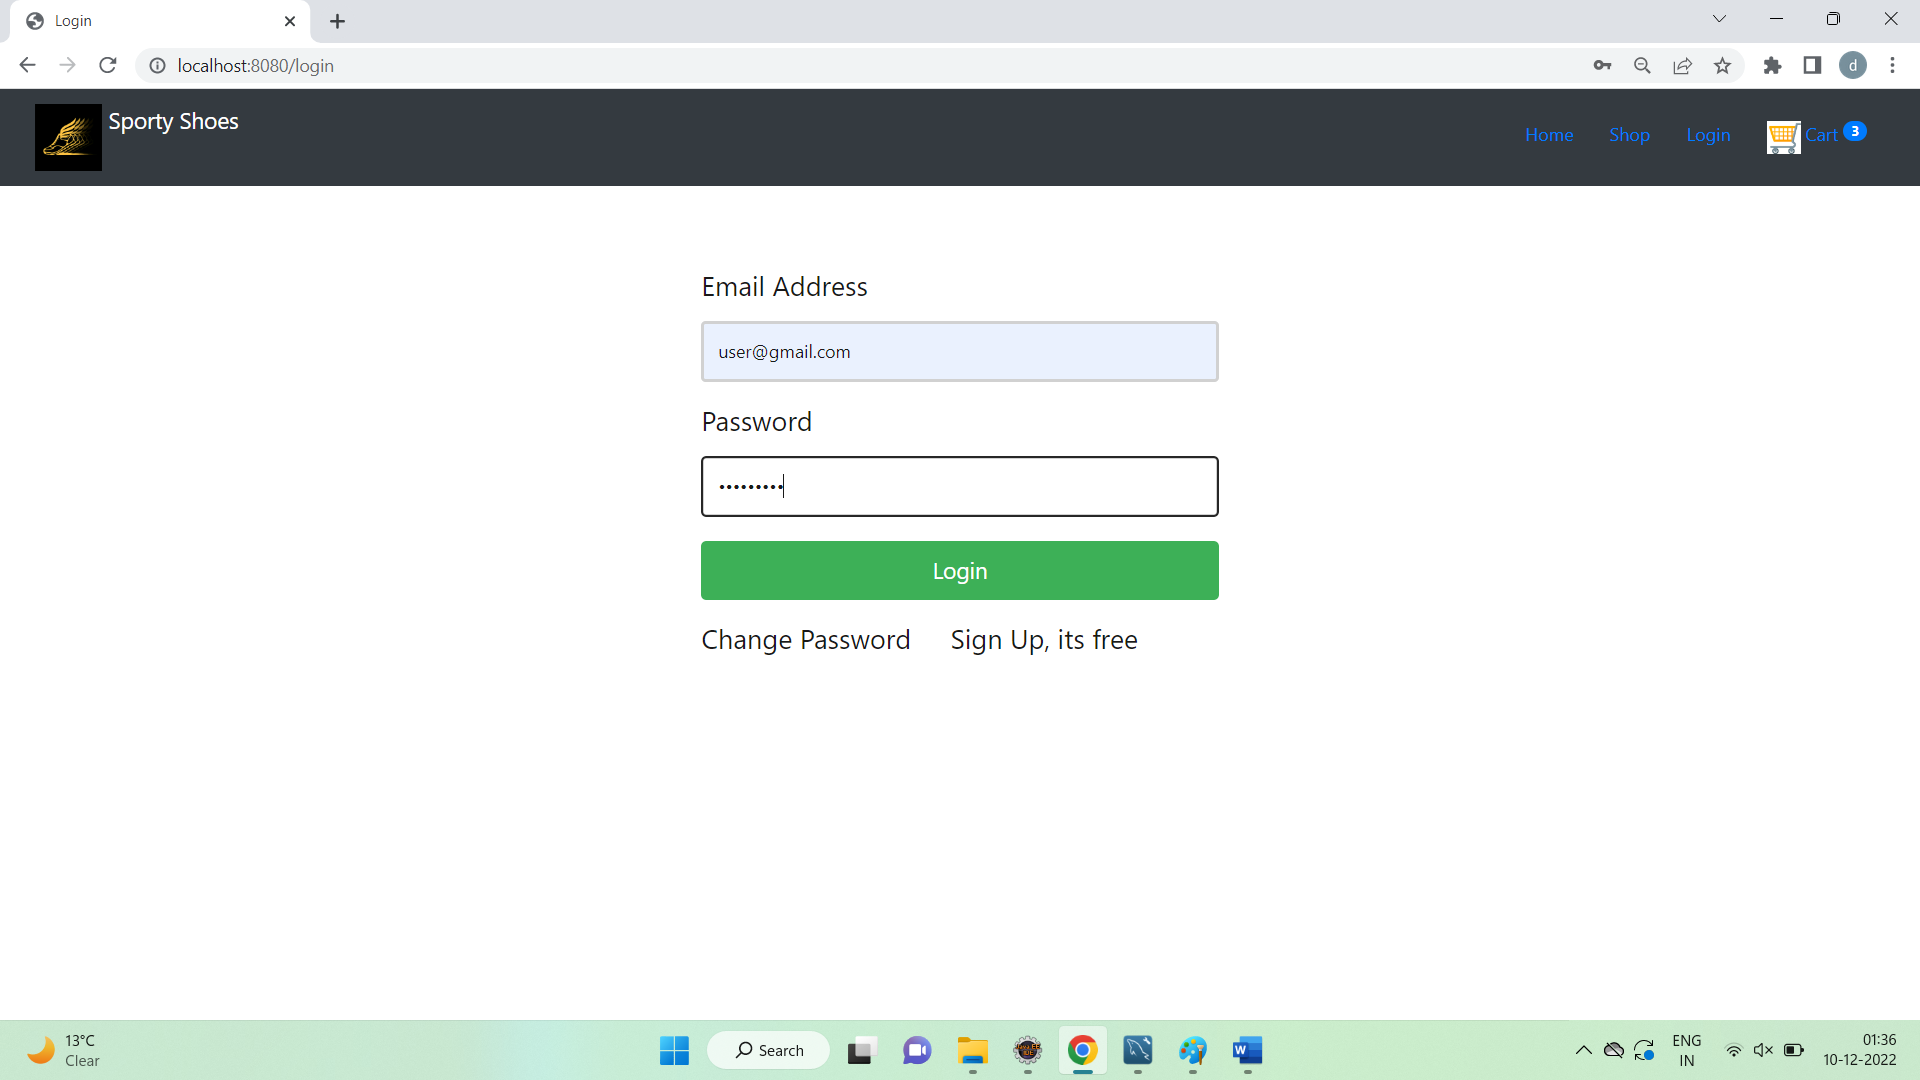 Login
localhost:8080/login
d
Sporty Shoes
Home
Shop
Login
Cart 3
Email Address
user@gmail.com
Password
•••••••••
Login
Change Password
Sign Up, its free
13°C
Clear
Search
W
ENG
IN
01:36
10-12-2022